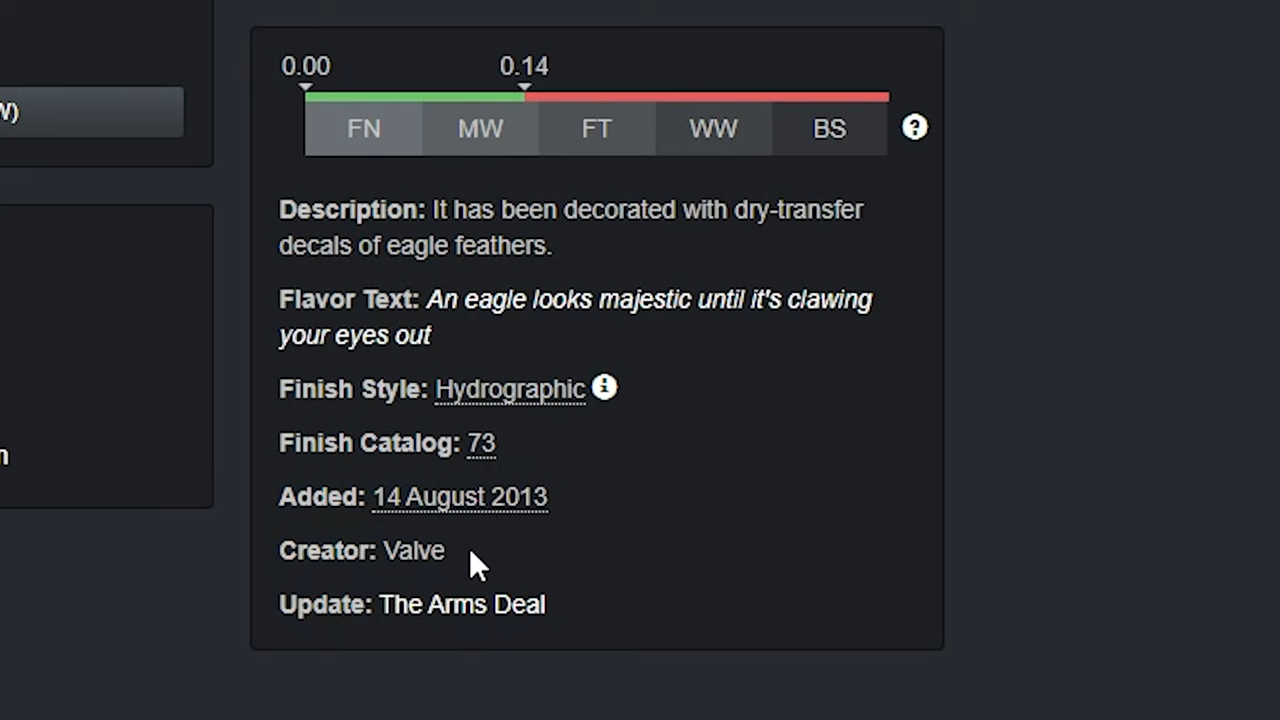 0.00 0.14
W)
FN MW FT WW BS
Description: It has been decorated with dry-transfer
decals of eagle feathers.
Flavor Text: An eagle looks majestic until it's clawing
your eyes out
Finish Style: Hydrographic
Finish Catalog: 73
n
Added: 14 August 2013
Creator: Valve
Update: The Arms Deal